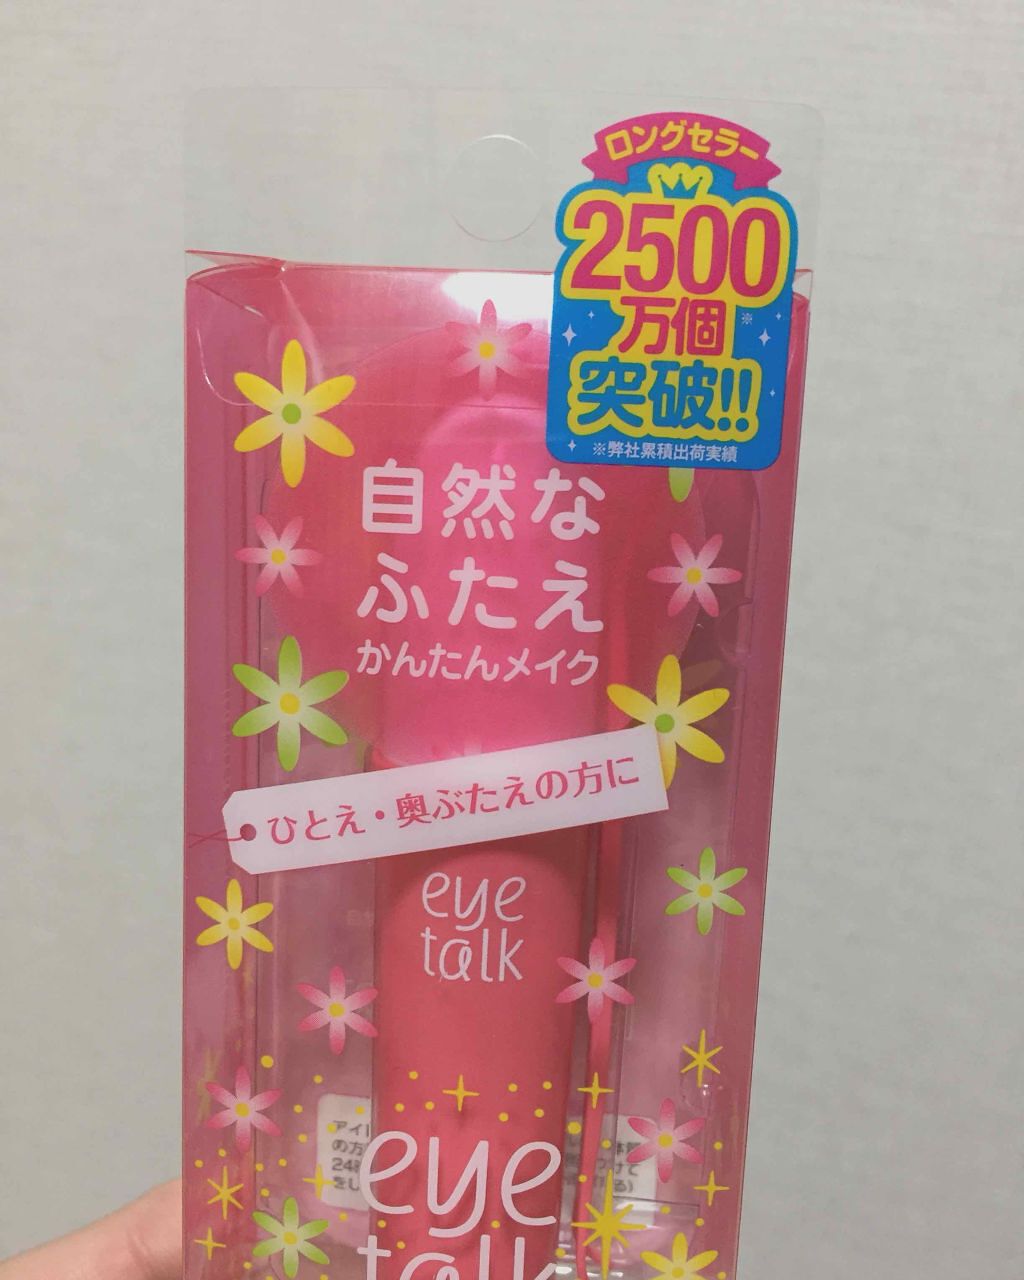 ロングセラー
2500
万個※
突破!!
※弊社累積出荷実績
自然な
ふたえ
かんたんメイク
ひとえ・奥ぶたえの方に
eye
talk
eye
talk